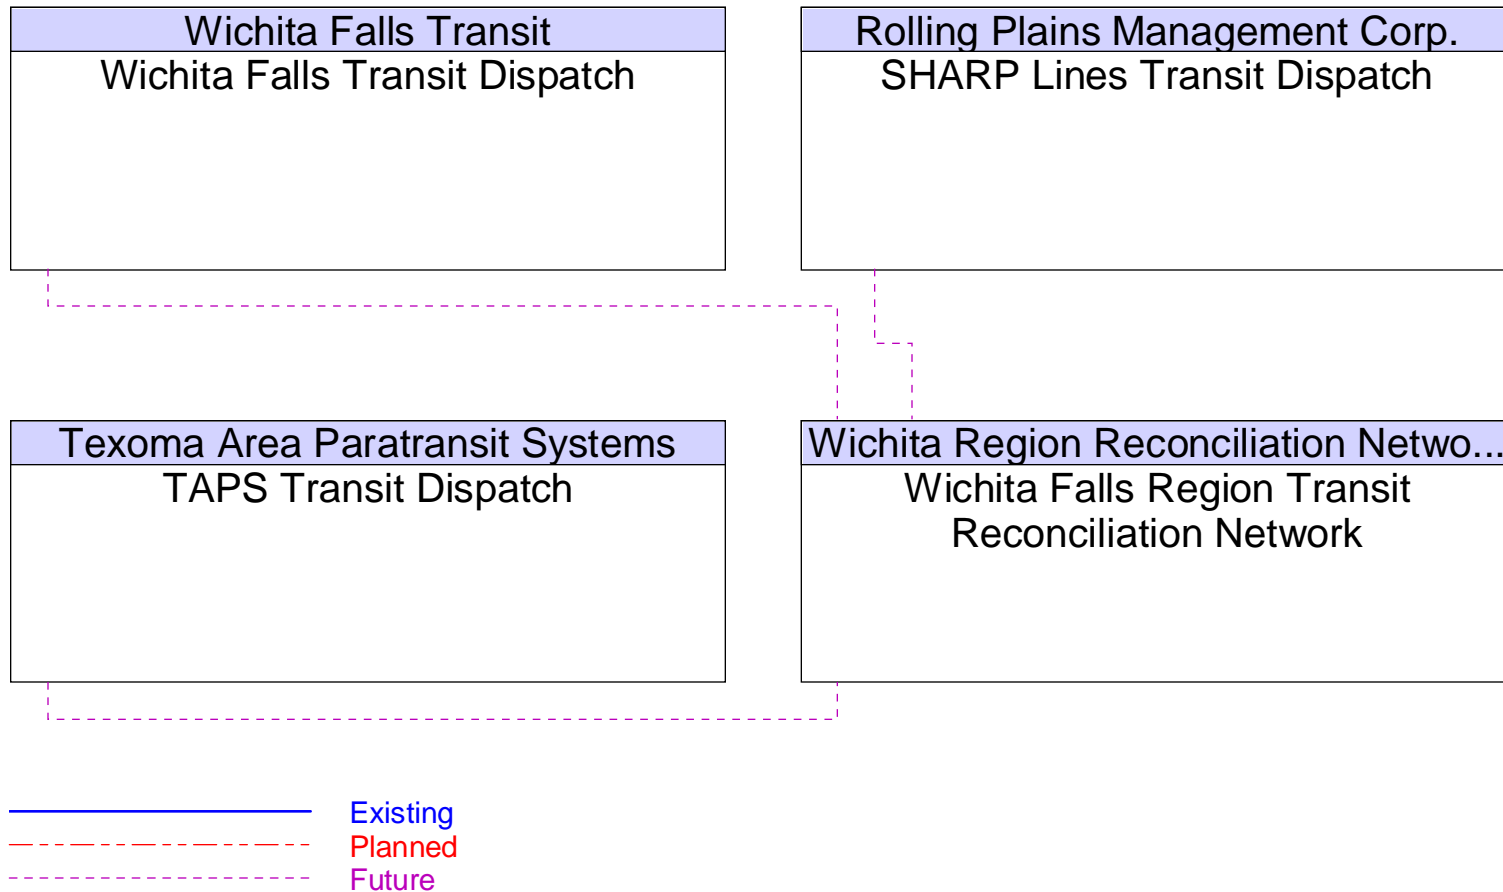 Wichita Falls Transit
Wichita Falls Transit Dispatch
Rolling Plains Management Corp.
SHARP Lines Transit Dispatch
Texoma Area Paratransit Systems
TAPS Transit Dispatch
Wichita Region Reconciliation Netwo...
Wichita Falls Region Transit
Reconciliation Network
Existing
Planned
Future